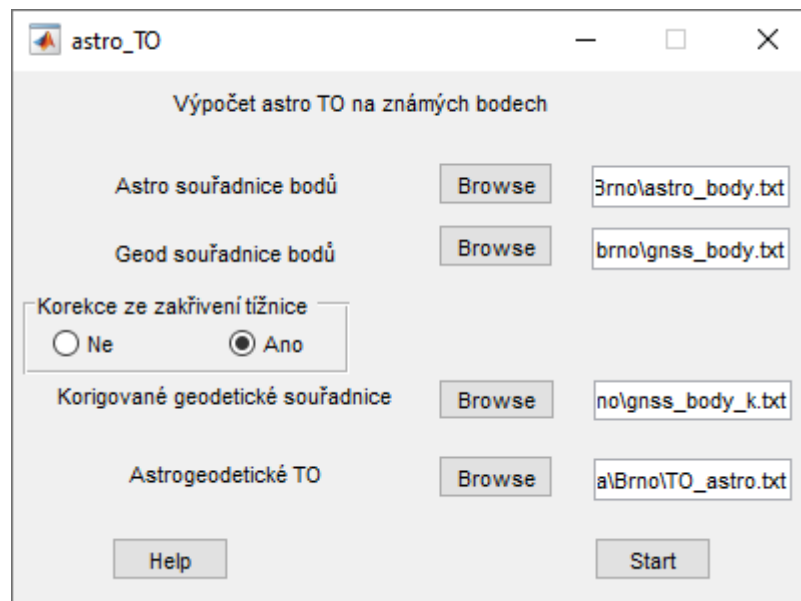 astro_TO
Výpočet astro TO na známých bodech
Astro souřadnice bodů Browse Brno\astro_body.txt
Geod souřadnice bodů Browse brno\gnss_body.txt
Korekce ze zakřivení tížnice
Ne Ano
Korigované geodetické souřadnice Browse no\gnss_body_k.txt
Astrogeodetické TO Browse a\Brno\TO_astro.txt
Help Start